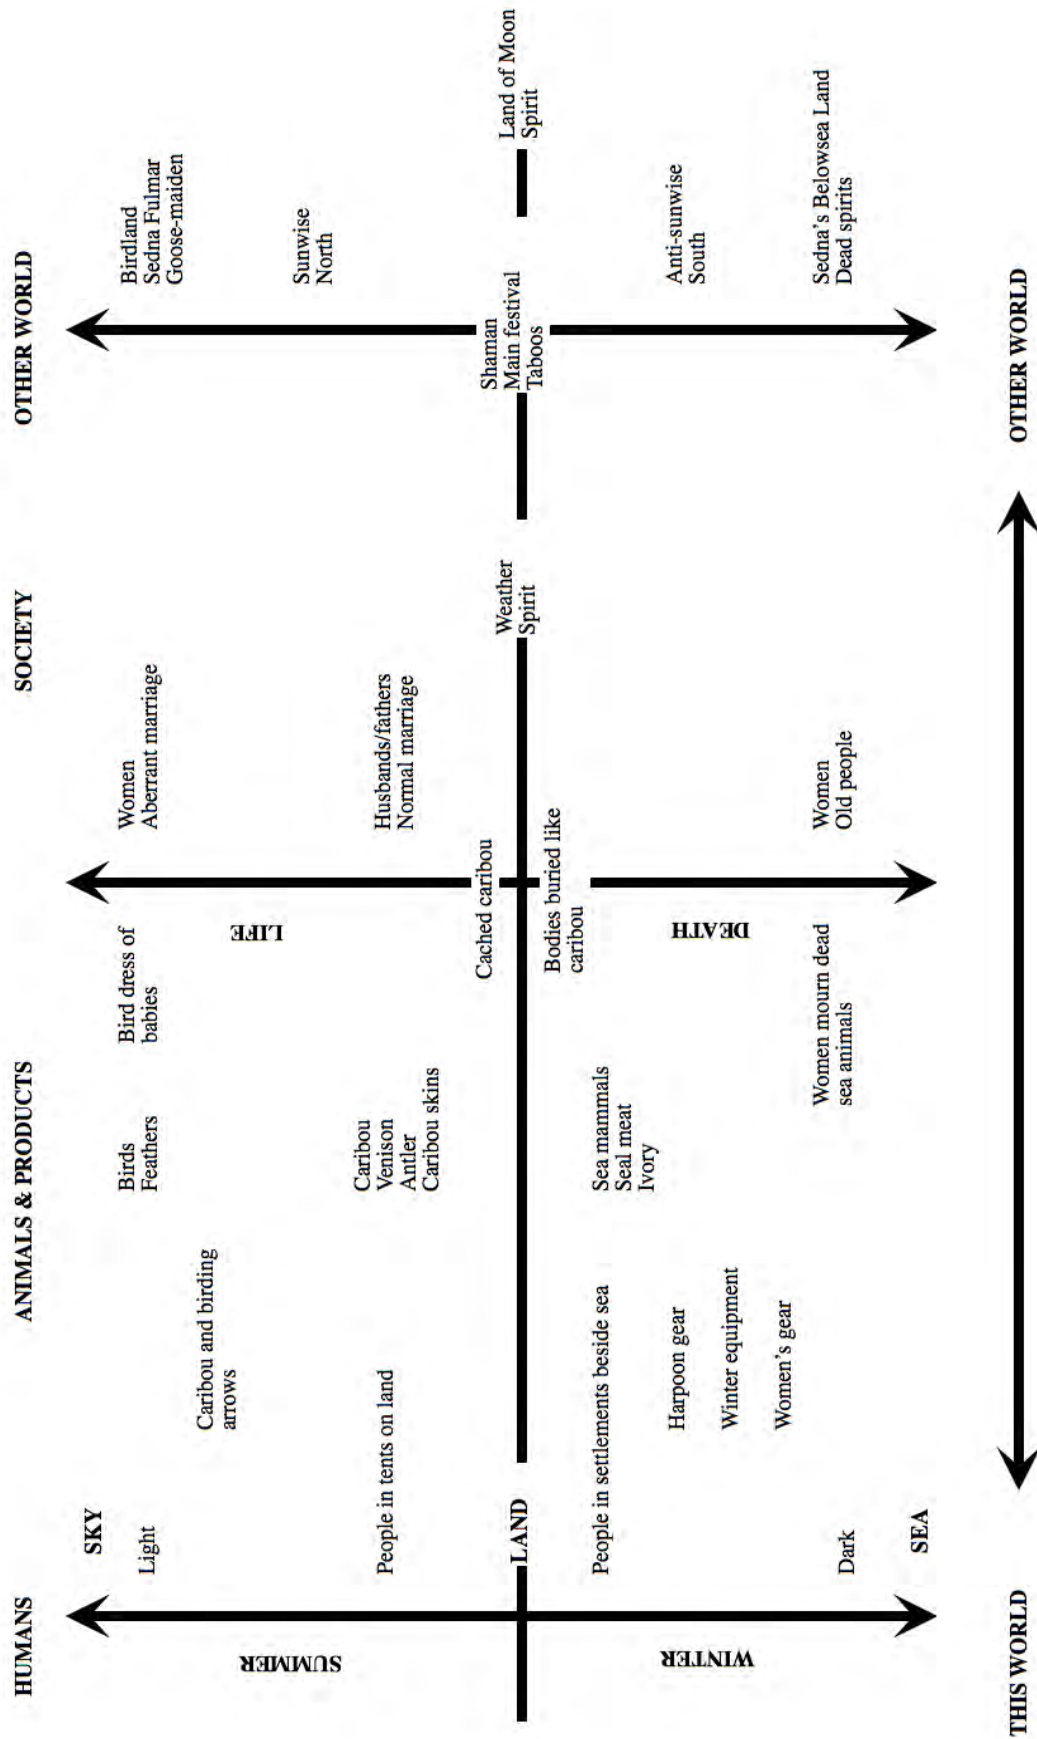 HUMANS
ANIMALS & PRODUCTS
SOCIETY
OTHER WORLD
SKY
Light
Caribou and birding
arrows
Birds
Feathers
Bird dress of
babies
Women
Aberrant marriage
Birdland
Sedna Fulmar
Goose-maiden
SUMMER
LIFE
Sunwise
North
People in tents on land
Caribou
Venison
Antler
Caribou skins
Husbands/fathers
Normal marriage
Cached caribou
LAND
Weather
Spirit
Shaman
Main festival
Taboos
Land of Moon
Spirit
Bodies buried like
caribou
People in settlements beside sea
Sea mammals
Seal meat
Ivory
Harpoon gear
Winter equipment
Women's gear
WINTER
DEATH
Anti-sunwise
South
Dark
Women mourn dead
sea animals
Women
Old people
Sedna's Belowsea Land
Dead spirits
SEA
THIS WORLD
OTHER WORLD